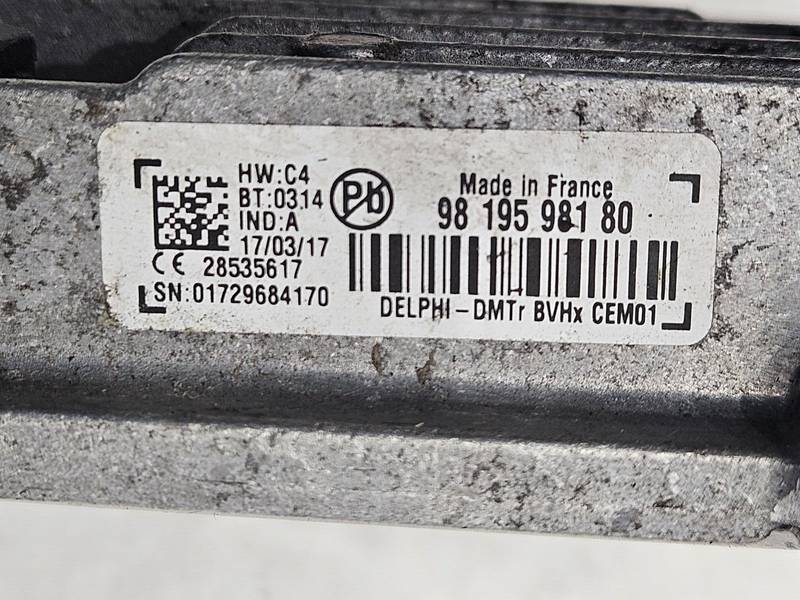 HW:C4
BT:0314
IND:A
17/03/17
CE 28535617
SN:01729684170
Pb
Made in France
98 195 981 80
DELPHI-DMTr BVHx CEM01